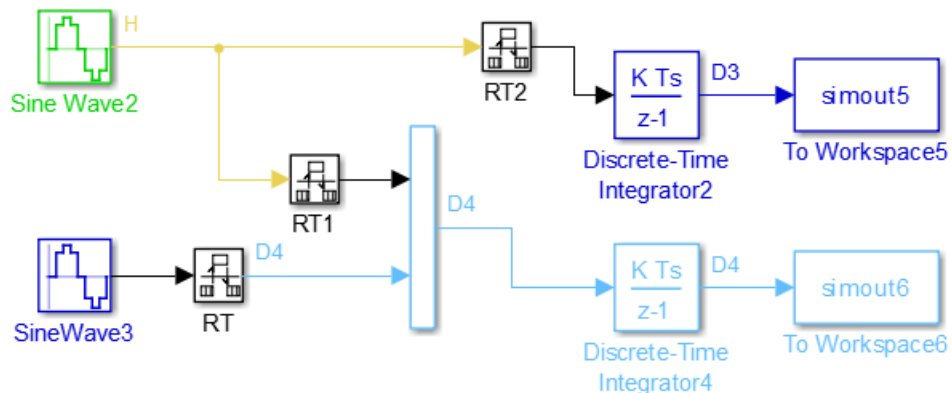 H
Sine Wave2
RT2
K Ts
z-1
D3
simout5
Discrete-Time
Integrator2
To Workspace5
RT1
D4
SineWave3
D4
RT
K Ts
z-1
D4
simout6
Discrete-Time
Integrator4
To Workspace6